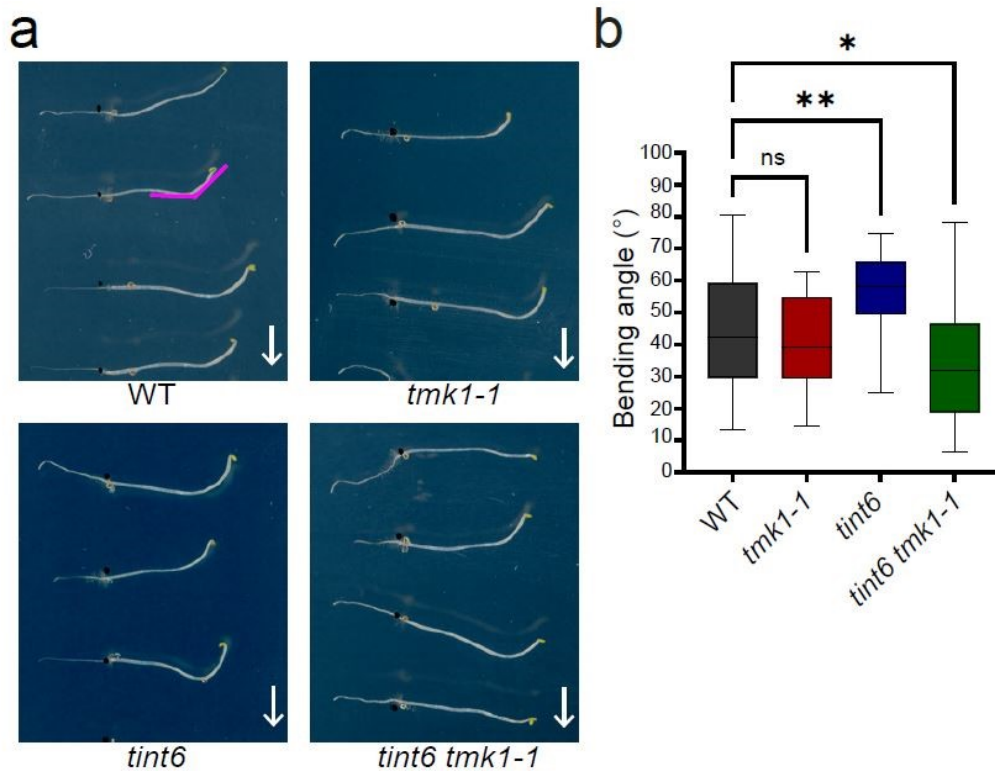 a
WT
tmk1-1
tint6
tint6 tmk1-1
b
*
**
ns
Bending angle (°)
100
90
80
70
60
50
40
30
20
10
0
WT
tmk1-1
tint6
tint6 tmk1-1